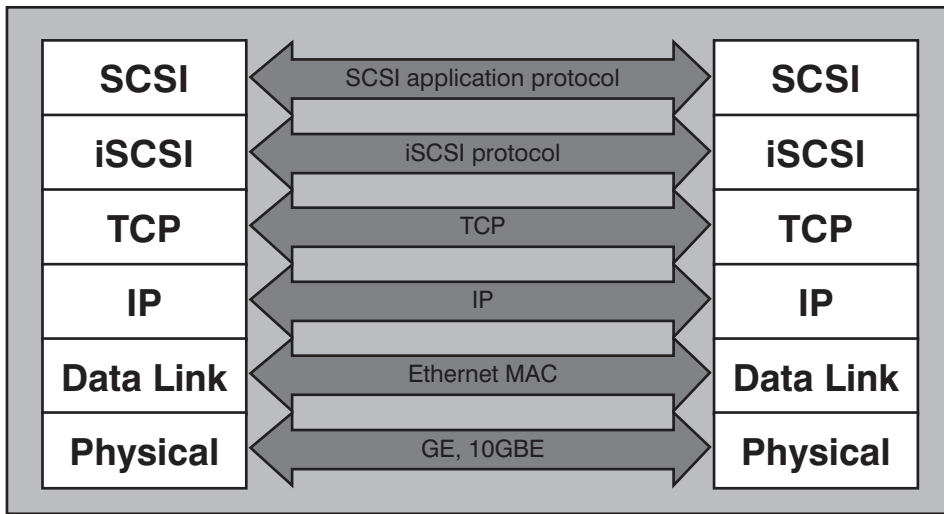 SCSI SCSI application protocol SCSI
iSCSI iSCSI protocol iSCSI
TCP TCP TCP
IP IP IP
Data Link Ethernet MAC Data Link
Physical GE, 10GBE Physical